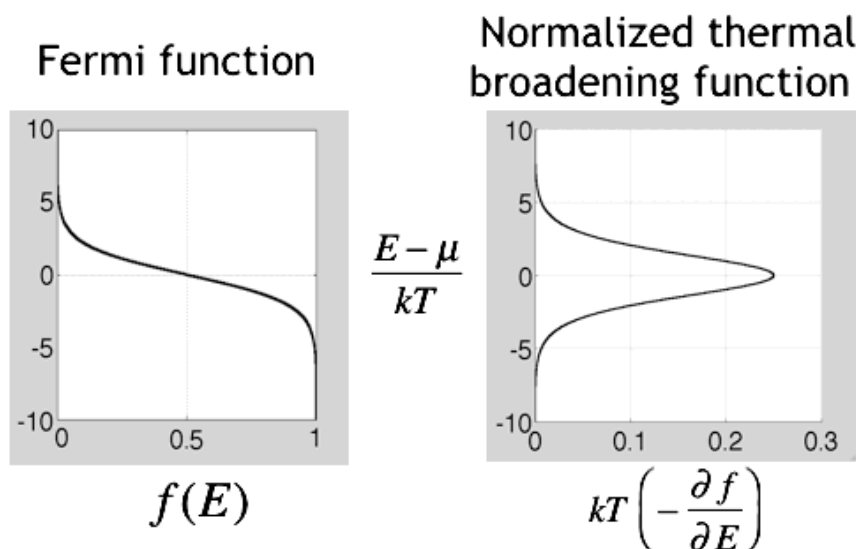 Fermi function
Normalized thermal
broadening function
10
5
0
-5
-10
0
0.5
1
f(E)
E − μ
kT
10
5
0
-5
-10
0
0.1
0.2
0.3
kT(−∂f/∂E)